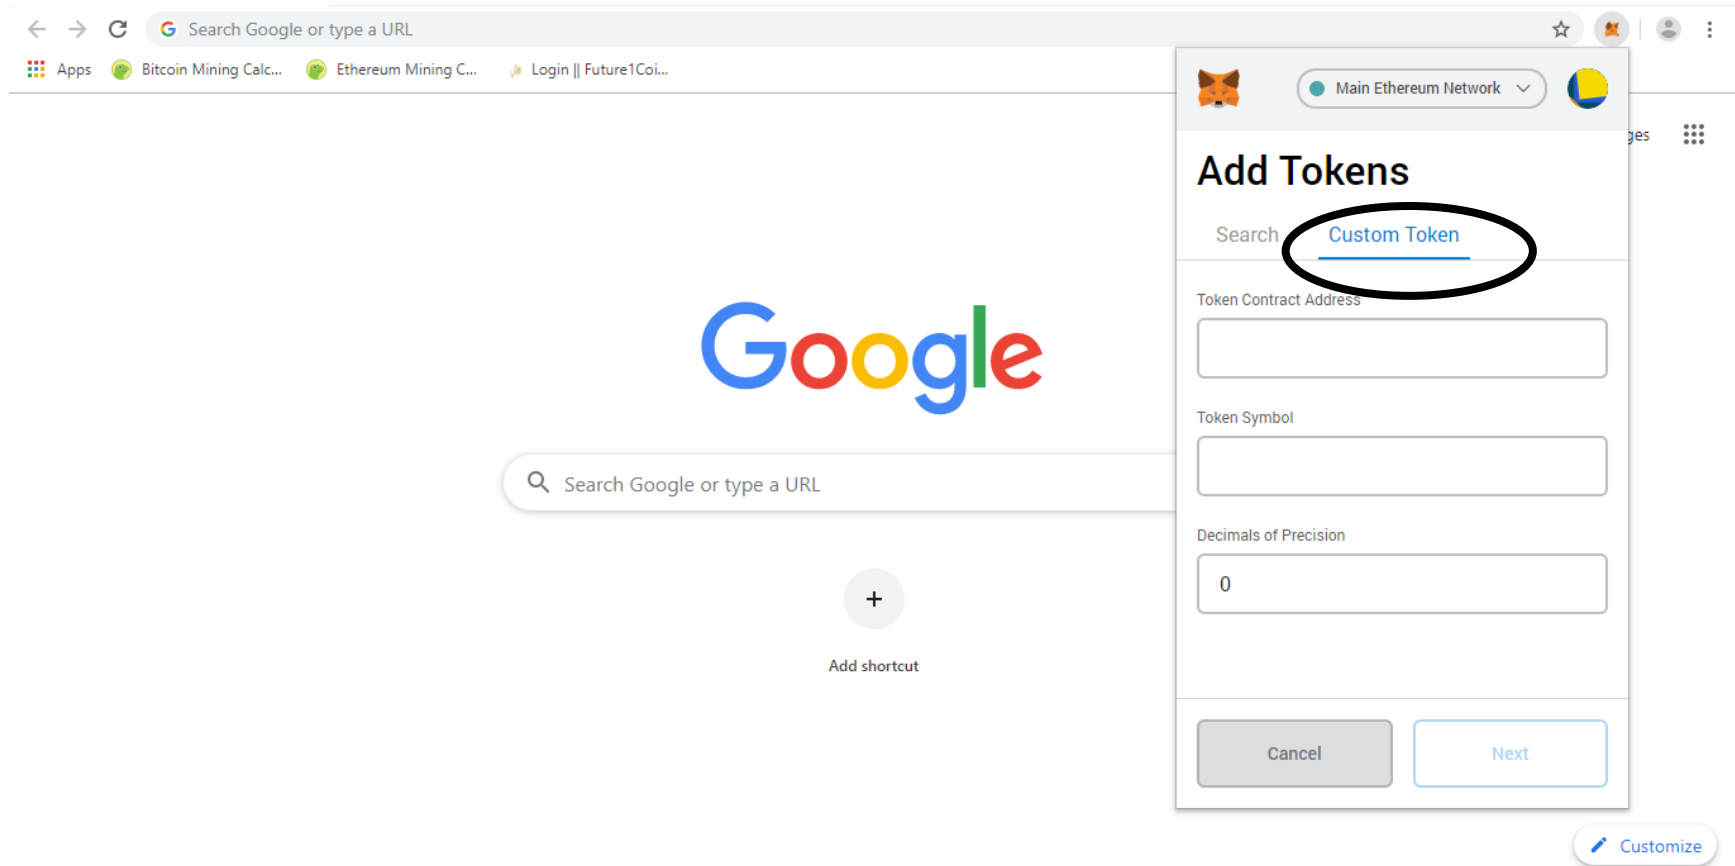 Search Google or type a URL
Apps
Bitcoin Mining Calc...
Ethereum Mining C...
Login || Future1Coi...
Main Ethereum Network
ges
Add Tokens
Search
Custom Token
Token Contract Address
Google
Token Symbol
Search Google or type a URL
Decimals of Precision
0
Add shortcut
Cancel
Next
Customize